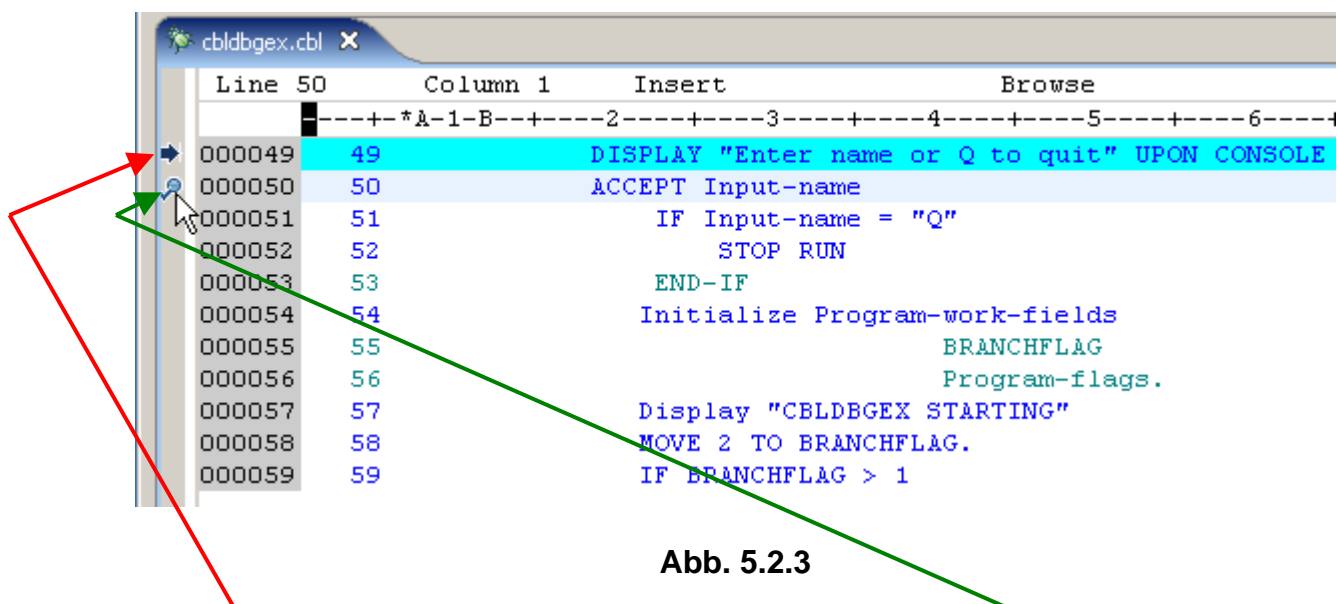 cbldbgex.cbl
Line 50 Column 1 Insert Browse
----+-*A-1-B--+----2----+----3----+----4----+----5----+----6----+
000049 49 DISPLAY "Enter name or Q to quit" UPON CONSOLE
000050 50 ACCEPT Input-name
000051 51 IF Input-name = "Q"
000052 52 STOP RUN
000053 53 END-IF
000054 54 Initialize Program-work-fields
000055 55 BRANCHFLAG
000056 56 Program-flags.
000057 57 Display "CBLDBGEX STARTING"
000058 58 MOVE 2 TO BRANCHFLAG.
000059 59 IF BRANCHFLAG > 1
Abb. 5.2.3